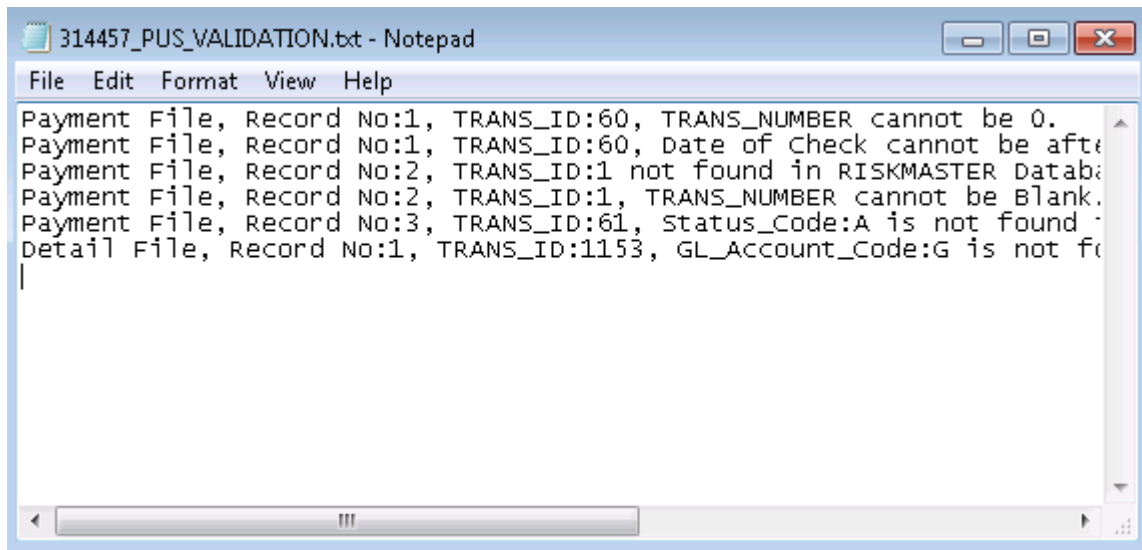 314457_PUS_VALIDATION.txt - Notepad
File Edit Format View Help
Payment File, Record No:1, TRANS_ID:60, TRANS_NUMBER cannot be 0.
Payment File, Record No:1, TRANS_ID:60, Date of Check cannot be afte
Payment File, Record No:2, TRANS_ID:1 not found in RISKMASTER Databa
Payment File, Record No:2, TRANS_ID:1, TRANS_NUMBER cannot be Blank.
Payment File, Record No:3, TRANS_ID:61, Status_Code:A is not found
Detail File, Record No:1, TRANS_ID:1153, GL_Account_Code:G is not fo